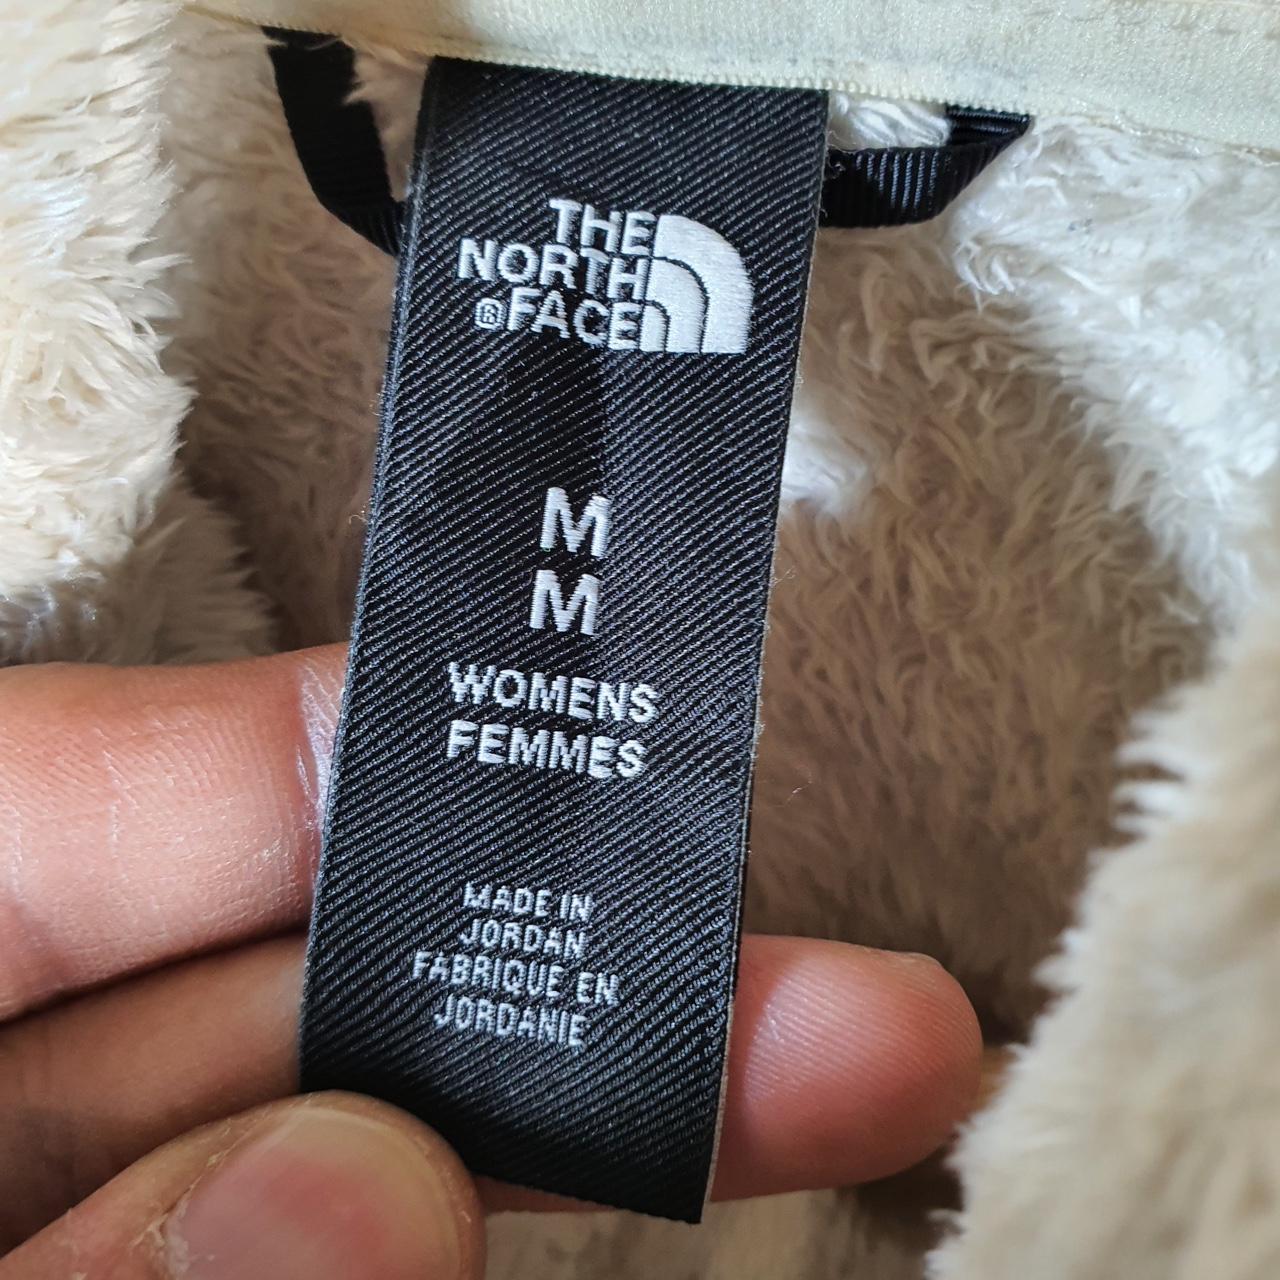 THE
NORTH
®FACE
M
M
WOMENS
FEMMES
MADE IN
JORDAN
FABRIQUE EN
JORDANIE